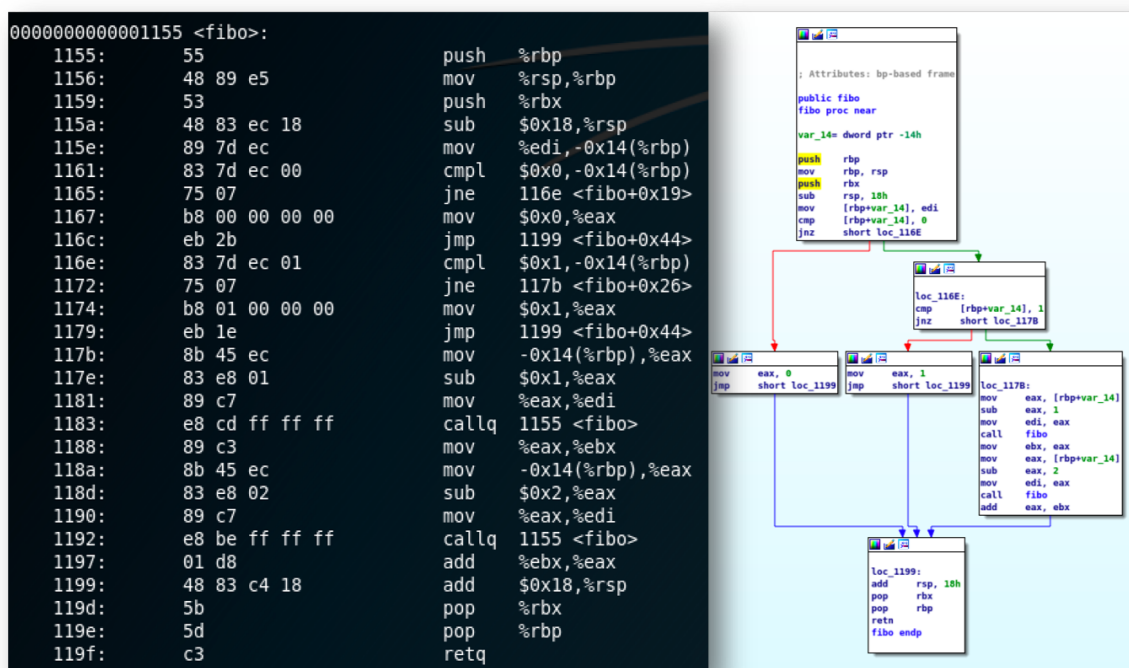 0000000000001155 <fibo>:
1155: 55 push %rbp
1156: 48 89 e5 mov %rsp,%rbp
1159: 53 push %rbx
115a: 48 83 ec 18 sub $0x18,%rsp
115e: 89 7d ec mov %edi,-0x14(%rbp)
1161: 83 7d ec 00 cmpl $0x0,-0x14(%rbp)
1165: 75 07 jne 116e <fibo+0x19>
1167: b8 00 00 00 00 mov $0x0,%eax
116c: eb 2b jmp 1199 <fibo+0x44>
116e: 83 7d ec 01 cmpl $0x1,-0x14(%rbp)
1172: 75 07 jne 117b <fibo+0x26>
1174: b8 01 00 00 00 mov $0x1,%eax
1179: eb 1e jmp 1199 <fibo+0x44>
117b: 8b 45 ec mov -0x14(%rbp),%eax
117e: 83 e8 01 sub $0x1,%eax
1181: 89 c7 mov %eax,%edi
1183: e8 cd ff ff ff callq 1155 <fibo>
1188: 89 c3 mov %eax,%ebx
118a: 8b 45 ec mov -0x14(%rbp),%eax
118d: 83 e8 02 sub $0x2,%eax
1190: 89 c7 mov %eax,%edi
1192: e8 be ff ff ff callq 1155 <fibo>
1197: 01 d8 add %ebx,%eax
1199: 48 83 c4 18 add $0x18,%rsp
119d: 5b pop %rbx
119e: 5d pop %rbp
119f: c3 retq
; Attributes: bp-based frame
public fibo
fibo proc near
var_14= dword ptr -14h
push rbp
mov rbp, rsp
push rbx
sub rsp, 18h
mov [rbp+var_14], edi
cmp [rbp+var_14], 0
jnz short loc_116E
loc_116E:
cmp [rbp+var_14], 1
jnz short loc_117B
mov eax, 0
jmp short loc_1199
mov eax, 1
jmp short loc_1199
loc_117B:
mov eax, [rbp+var_14]
sub eax, 1
mov edi, eax
call fibo
mov ebx, eax
mov eax, [rbp+var_14]
sub eax, 2
mov edi, eax
call fibo
add eax, ebx
loc_1199:
add rsp, 18h
pop rbx
pop rbp
retn
fibo endp